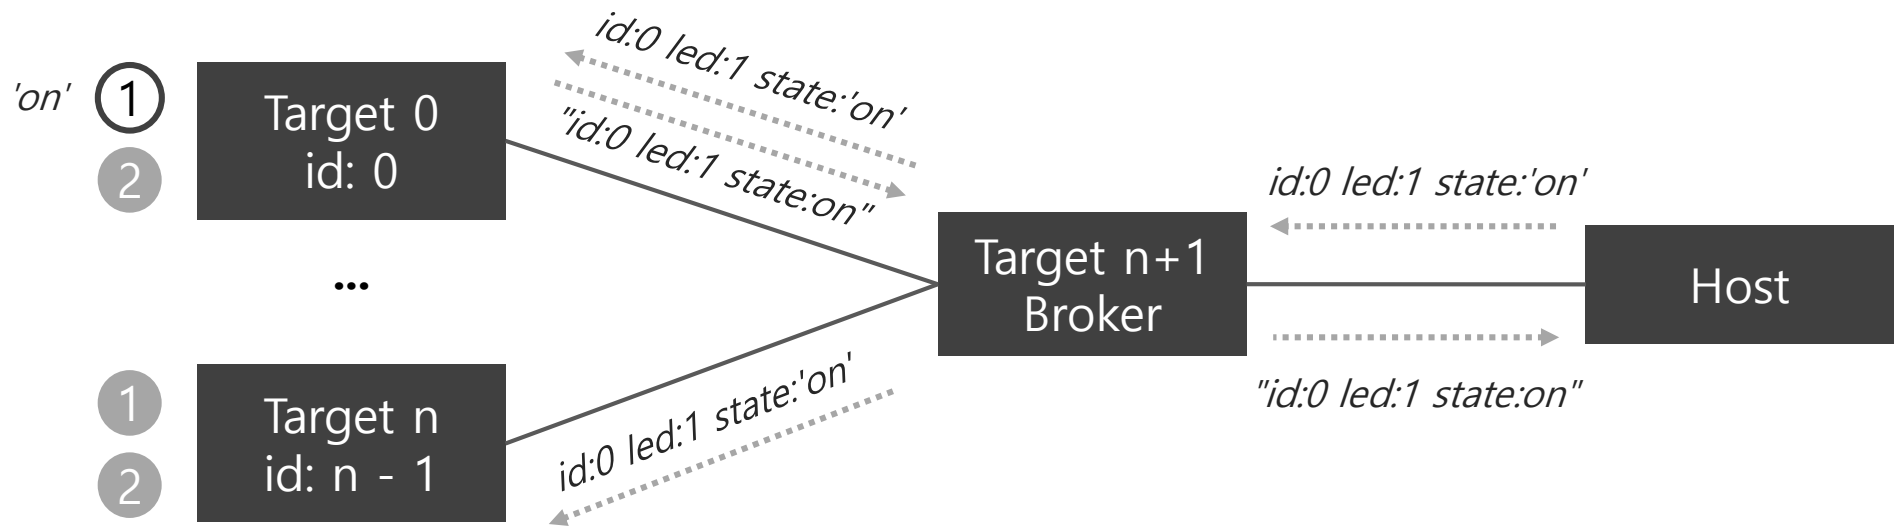 'on'
1
2
Target 0
id: 0
id:0 led:1 state:'on'
"id:0 led:1 state:on"
...
1
2
Target n
id: n - 1
id:0 led:1 state:'on'
Target n+1
Broker
id:0 led:1 state:'on'
"id:0 led:1 state:on"
Host